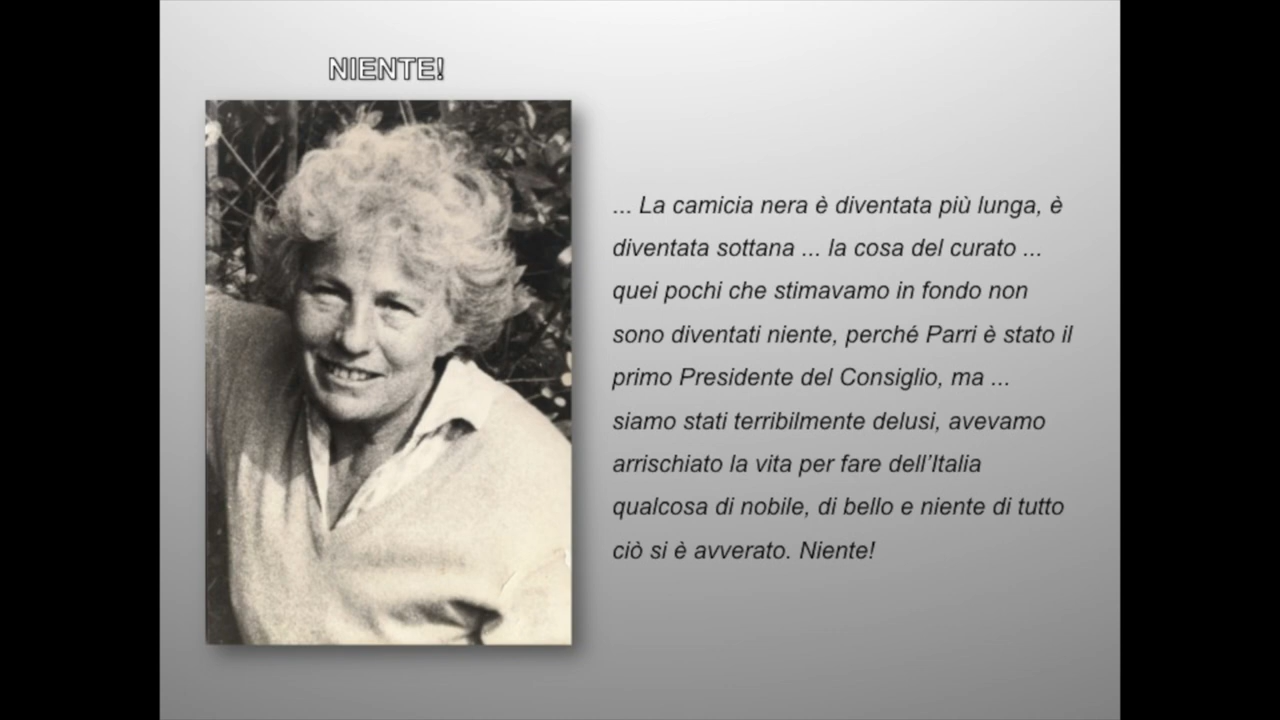 NIENTE!
... La camicia nera è diventata più lunga, è
diventata sottana ... la cosa del curato ...
quei pochi che stimavamo in fondo non
sono diventati niente, perché Parri è stato il
primo Presidente del Consiglio, ma ...
siamo stati terribilmente delusi, avevamo
arrischiato la vita per fare dell’Italia
qualcosa di nobile, di bello e niente di tutto
ciò si è avverato. Niente!